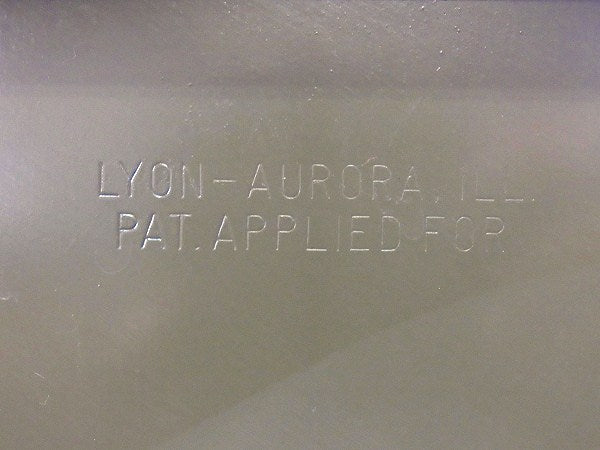 LYON-AURORA, ILL.
PAT. APPLIED FOR